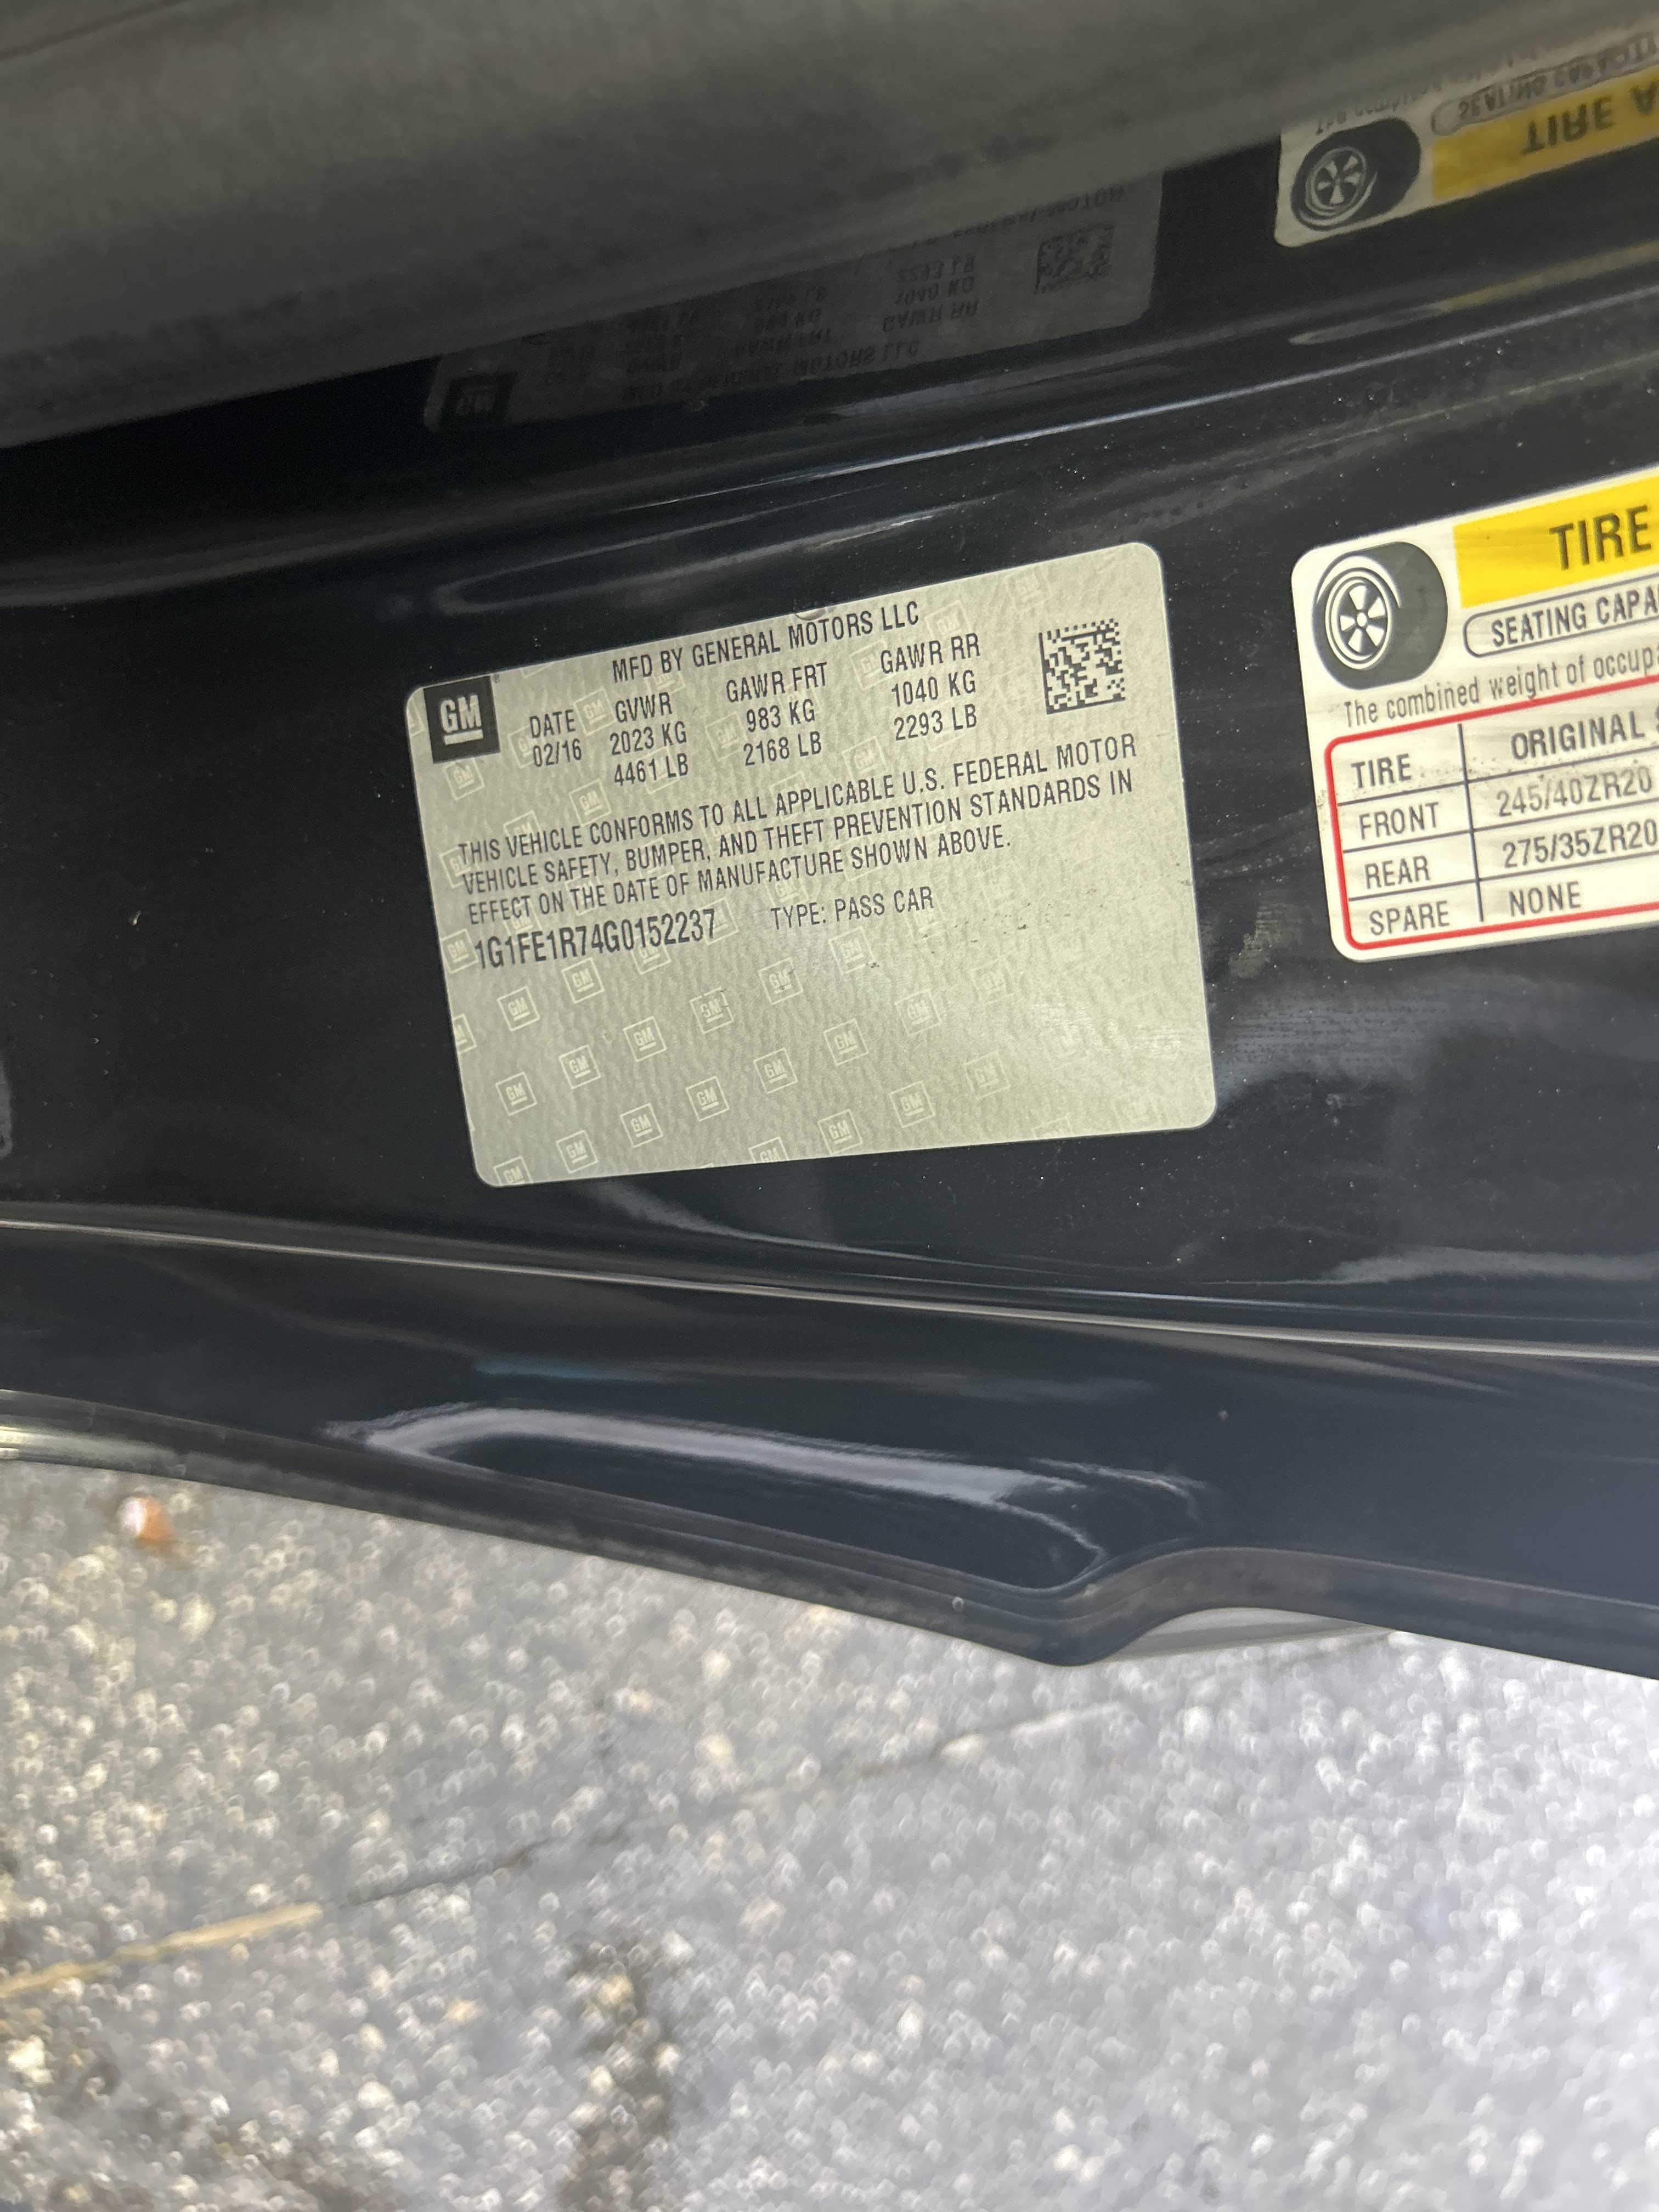 GM
MFD BY GENERAL MOTORS LLC
DATE GVWR GAWR FRT GAWR RR
02/16 2023 KG 983 KG 1040 KG
4461 LB 2168 LB 2293 LB
THIS VEHICLE CONFORMS TO ALL APPLICABLE U.S. FEDERAL MOTOR
VEHICLE SAFETY, BUMPER, AND THEFT PREVENTION STANDARDS IN
EFFECT ON THE DATE OF MANUFACTURE SHOWN ABOVE.
1G1FE1R74G0152237 TYPE: PASS CAR
TIRE
SEATING CAPA
The combined weight of occup
TIRE ORIGINAL
FRONT 245/40ZR20
REAR 275/35ZR20
SPARE NONE